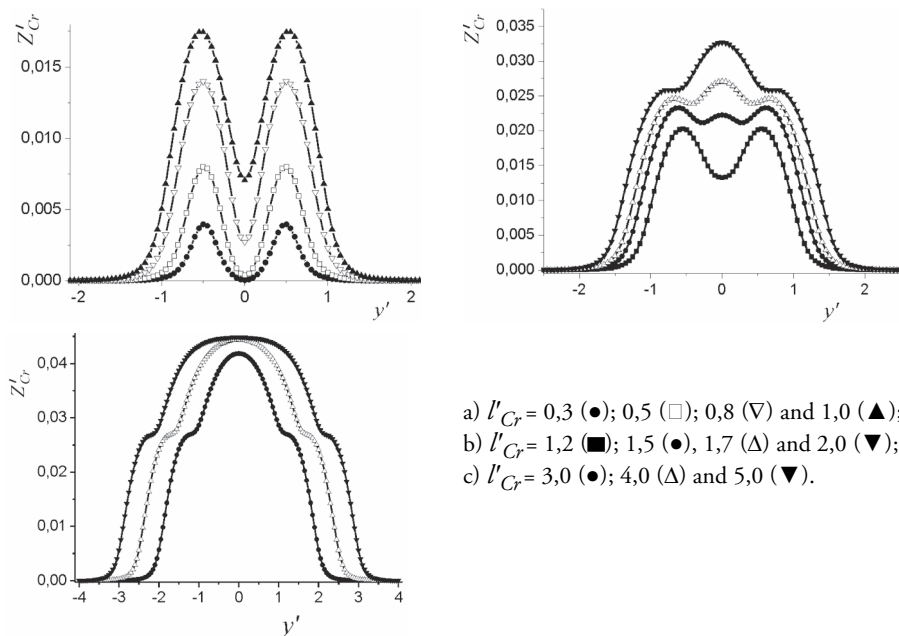 Z'Cr
0,015
0,010
0,005
0,000
-2 -1 0 1 2
y'
Z'Cr
0,035
0,030
0,025
0,020
0,015
0,010
0,005
0,000
-2 -1 0 1 2
y'
Z'Cr
0,04
0,03
0,02
0,01
0,00
-4 -3 -2 -1 0 1 2 3 4
y'
a) l'Cr = 0,3 (●); 0,5 (□); 0,8 (▽) and 1,0 (▲);
b) l'Cr = 1,2 (■); 1,5 (●), 1,7 (Δ) and 2,0 (▼);
c) l'Cr = 3,0 (●); 4,0 (Δ) and 5,0 (▼).